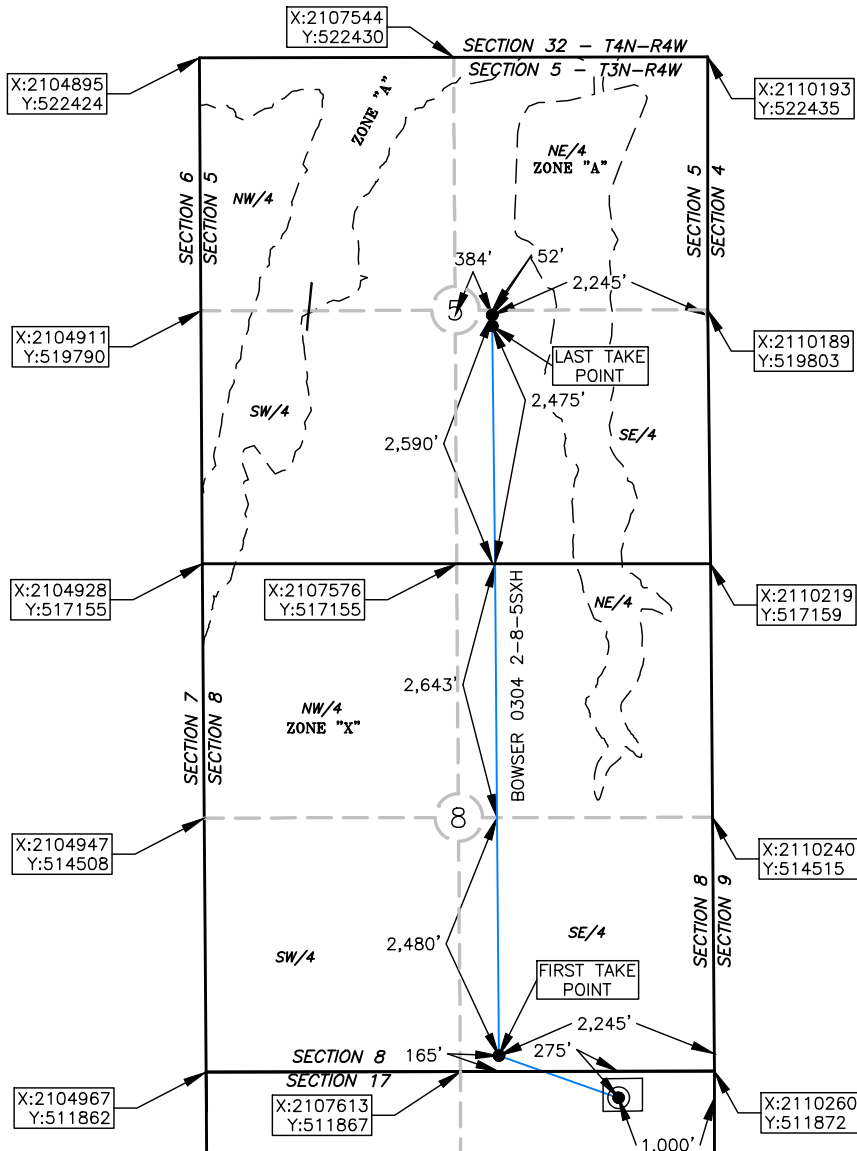 X:2107544
Y:522430
SECTION 32 - T4N-R4W
SECTION 5 - T3N-R4W
X:2104895
Y:522424
X:2110193
Y:522435
ZONE "A"
NE/4
ZONE "A"
NW/4
SECTION 6
SECTION 5
SECTION 5
SECTION 4
384'
52'
2,245'
5
X:2104911
Y:519790
X:2110189
Y:519803
LAST TAKE
POINT
2,475'
SW/4
SE/4
2,590'
X:2104928
Y:517155
X:2107576
Y:517155
X:2110219
Y:517159
NE/4
BOWSER 0304 2-8-5SXH
2,643'
NW/4
ZONE "X"
SECTION 7
SECTION 8
8
X:2104947
Y:514508
X:2110240
Y:514515
SECTION 8
SECTION 9
2,480'
SW/4
SE/4
FIRST TAKE
POINT
2,245'
SECTION 8
165'
275'
SECTION 17
X:2104967
Y:511862
X:2107613
Y:511867
X:2110260
Y:511872
1,000'